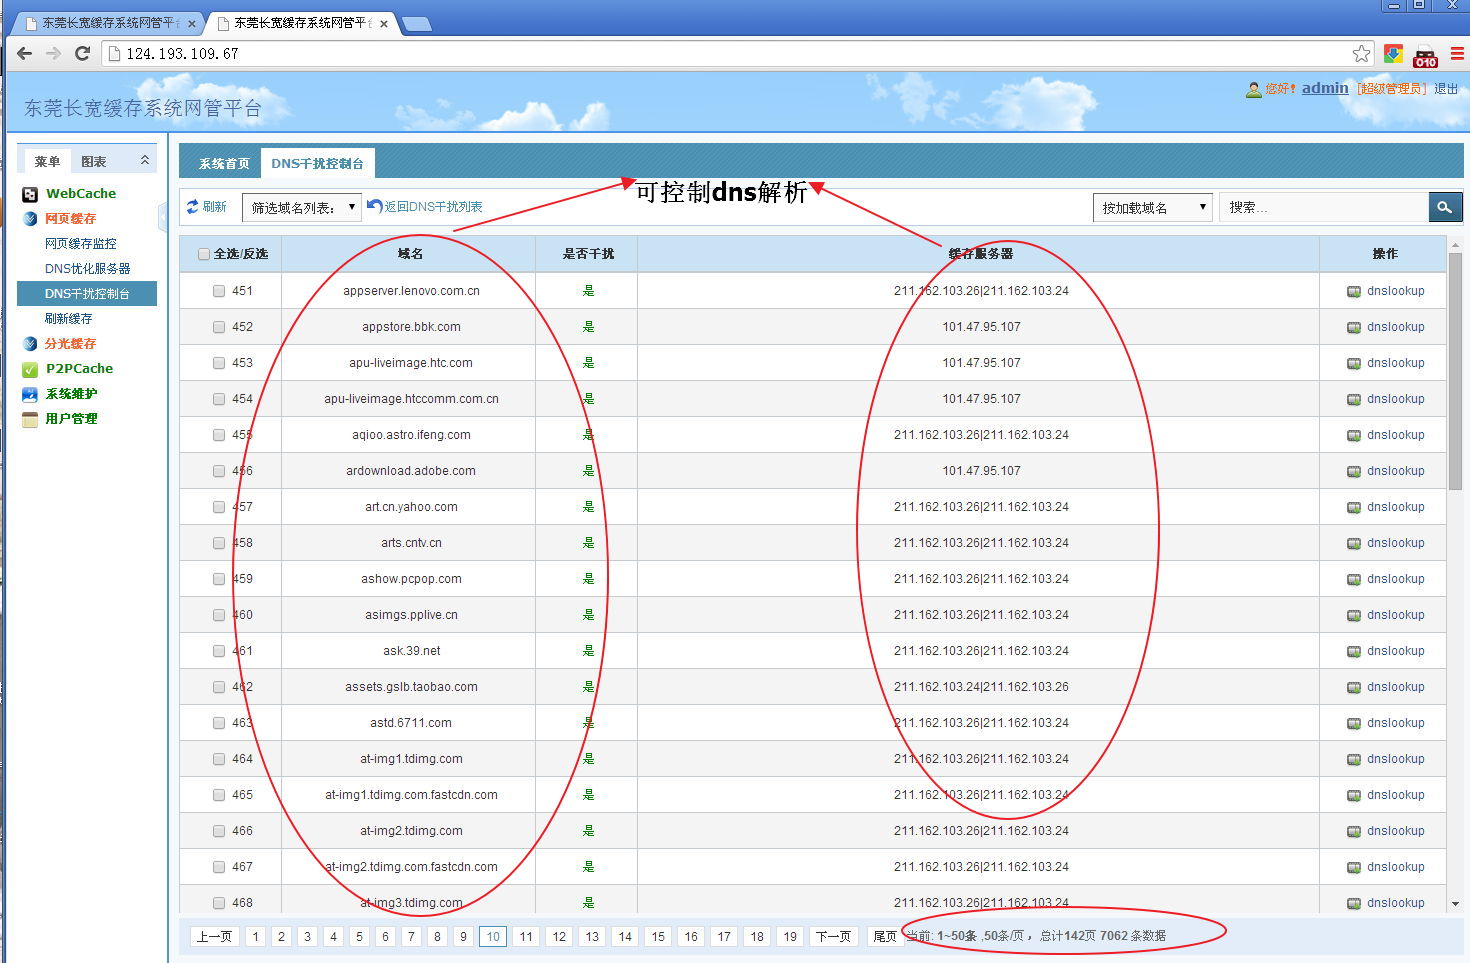 东莞长宽缓存系统网管平台 东莞长宽缓存系统网管平台
124.193.109.67
010
东莞长宽缓存系统网管平台
您好! admin [超级管理员] 退出
菜单 图表
WebCache
网页缓存
网页缓存监控
DNS优化服务器
DNS干扰控制台
刷新缓存
分光缓存
P2PCache
系统维护
用户管理
系统首页 DNS干扰控制台
可控制dns解析
刷新 筛选域名列表: 返回DNS干扰列表 按加载域名 搜索...
全选/反选 域名 是否干扰 缓存服务器 操作
451 appserver.lenovo.com.cn 是 211.162.103.26|211.162.103.24 dnslookup
452 appstore.bbk.com 是 101.47.95.107 dnslookup
453 apu-liveimage.htc.com 是 101.47.95.107 dnslookup
454 apu-liveimage.htccomm.com.cn 是 101.47.95.107 dnslookup
455 aqioo.astro.ifeng.com 是 211.162.103.26|211.162.103.24 dnslookup
456 ardownload.adobe.com 是 101.47.95.107 dnslookup
457 art.cn.yahoo.com 是 211.162.103.26|211.162.103.24 dnslookup
458 arts.cntv.cn 是 211.162.103.26|211.162.103.24 dnslookup
459 ashow.pcpop.com 是 211.162.103.26|211.162.103.24 dnslookup
460 asimgs.pplive.cn 是 211.162.103.26|211.162.103.24 dnslookup
461 ask.39.net 是 211.162.103.26|211.162.103.24 dnslookup
462 assets.gslb.taobao.com 是 211.162.103.24|211.162.103.26 dnslookup
463 astd.6711.com 是 211.162.103.26|211.162.103.24 dnslookup
464 at-img1.tdimg.com 是 211.162.103.26|211.162.103.24 dnslookup
465 at-img1.tdimg.com.fastcdn.com 是 211.162.103.26|211.162.103.24 dnslookup
466 at-img2.tdimg.com 是 211.162.103.26|211.162.103.24 dnslookup
467 at-img2.tdimg.com.fastcdn.com 是 211.162.103.26|211.162.103.24 dnslookup
468 at-img3.tdimg.com 是 211.162.103.26|211.162.103.24 dnslookup
上一页 1 2 3 4 5 6 7 8 9 10 11 12 13 14 15 16 17 18 19 下一页 尾页 当前: 1~50条 ,50条/页 , 总计142页 7062 条数据